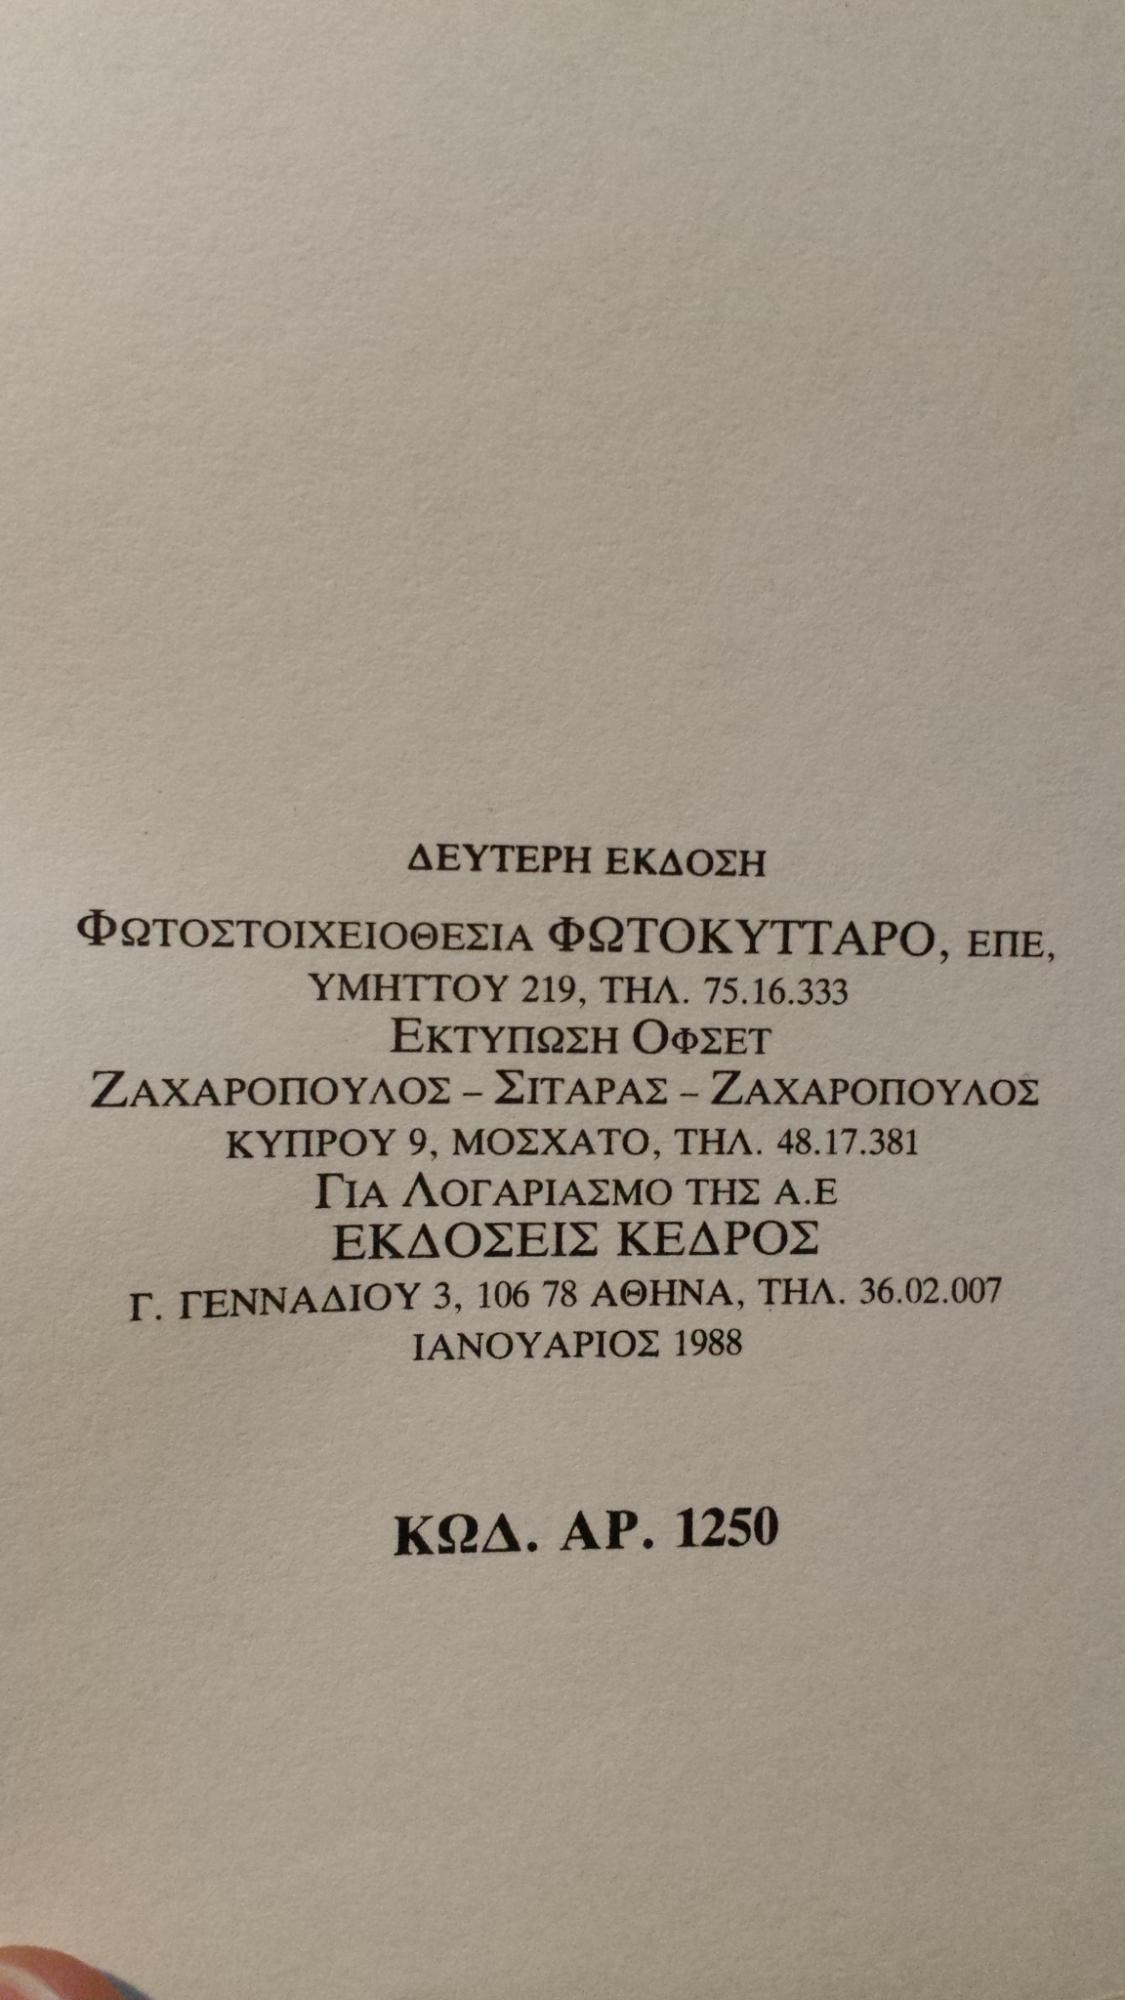 ΔΕΥΤΕΡΗ ΕΚΔΟΣΗ
ΦΩΤΟΣΤΟΙΧΕΙΟΘΕΣΙΑ ΦΩΤΟΚΥΤΤΑΡΟ, ΕΠΕ,
ΥΜΗΤΤΟΥ 219, ΤΗΛ. 75.16.333
ΕΚΤΥΠΩΣΗ ΟΦΣΕΤ
ΖΑΧΑΡΟΠΟΥΛΟΣ – ΣΙΤΑΡΑΣ – ΖΑΧΑΡΟΠΟΥΛΟΣ
ΚΥΠΡΟΥ 9, ΜΟΣΧΑΤΟ, ΤΗΛ. 48.17.381
ΓΙΑ ΛΟΓΑΡΙΑΣΜΟ ΤΗΣ Α.Ε
ΕΚΔΟΣΕΙΣ ΚΕΔΡΟΣ
Γ. ΓΕΝΝΑΔΙΟΥ 3, 106 78 ΑΘΗΝΑ, ΤΗΛ. 36.02.007
ΙΑΝΟΥΑΡΙΟΣ 1988
ΚΩΔ. ΑΡ. 1250